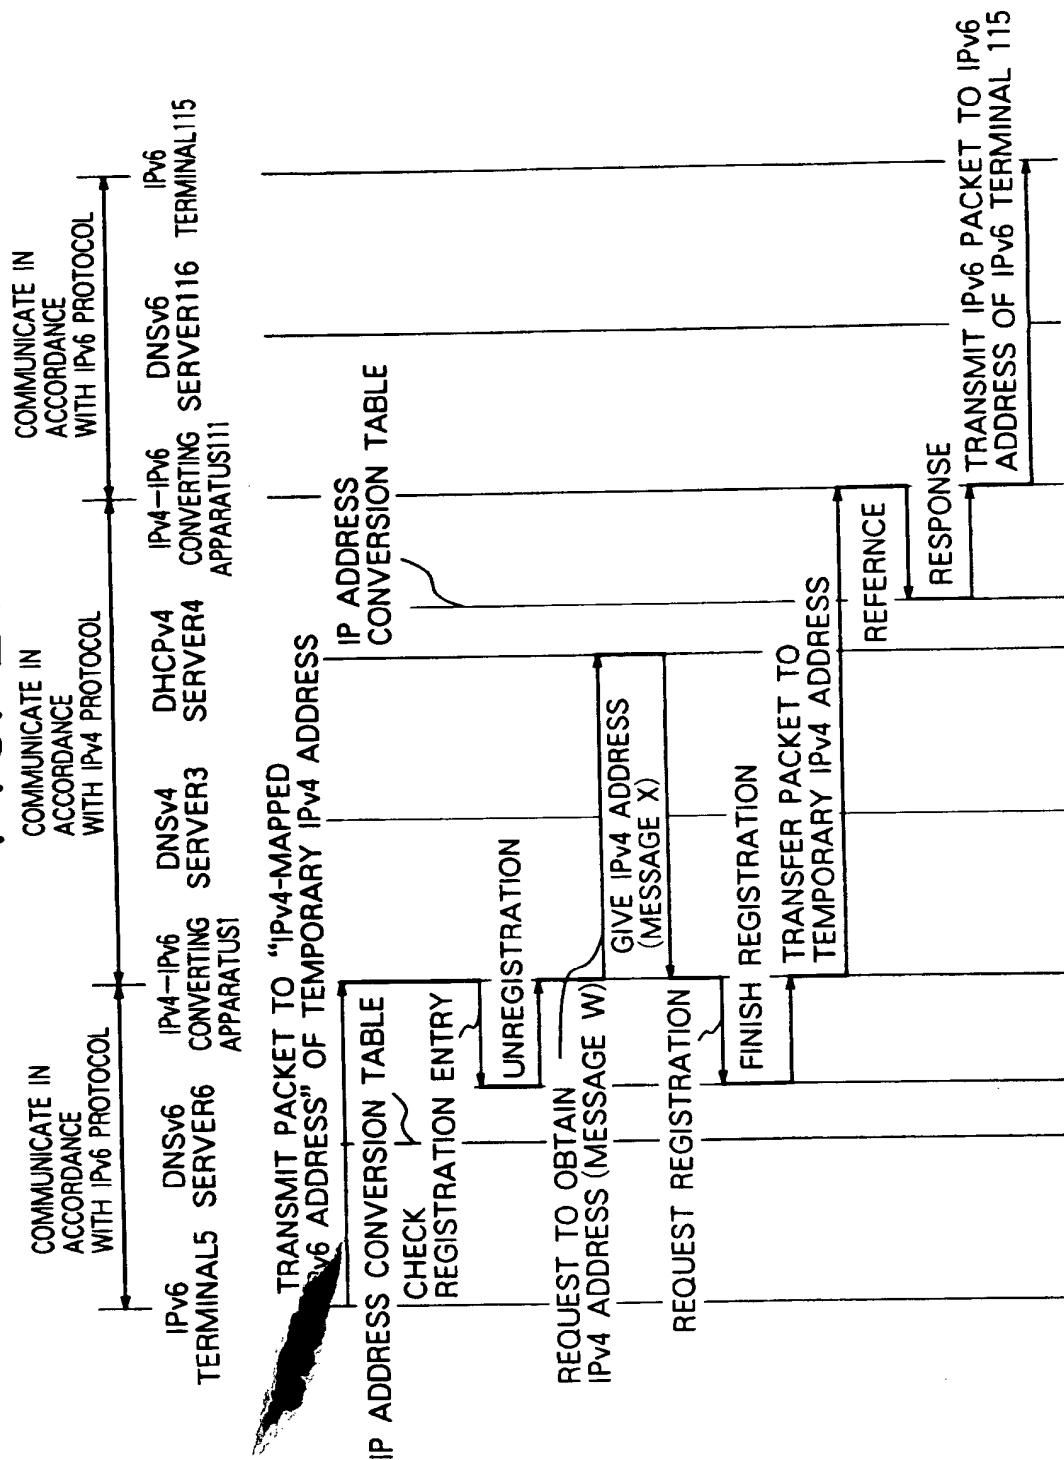 COMMUNICATE IN
ACCORDANCE
WITH IPv6 PROTOCOL
COMMUNICATE IN
ACCORDANCE
WITH IPv4 PROTOCOL
COMMUNICATE IN
ACCORDANCE
WITH IPv6 PROTOCOL
IPv6
TERMINAL5
DNSv6
SERVER6
IPv4-IPv6
CONVERTING
APPARATUS1
DNSv4
SERVER3
DHCPv4
SERVER4
IPv4-IPv6
CONVERTING
APPARATUS111
DNSv6
SERVER116
IPv6
TERMINAL115
TRANSMIT PACKET TO "IPv4-MAPPED
v6 ADDRESS" OF TEMPORARY IPv4 ADDRESS
IP ADDRESS CONVERSION TABLE
IP ADDRESS
CONVERSION TABLE
CHECK
REGISTRATION ENTRY
UNREGISTRATION
REQUEST TO OBTAIN
IPv4 ADDRESS (MESSAGE W)
GIVE IPv4 ADDRESS
(MESSAGE X)
REQUEST REGISTRATION
FINISH REGISTRATION
TRANSFER PACKET TO
TEMPORARY IPv4 ADDRESS
REFERNCE
RESPONSE
TRANSMIT IPv6 PACKET TO IPv6
ADDRESS OF IPv6 TERMINAL 115